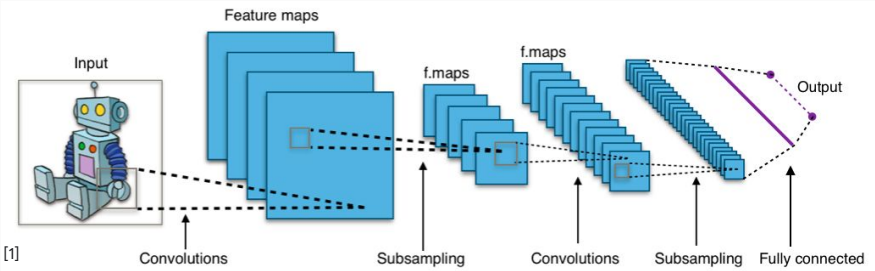 Feature maps
Input
f.maps
f.maps
Output
[1]
Convolutions
Subsampling
Convolutions
Subsampling
Fully connected